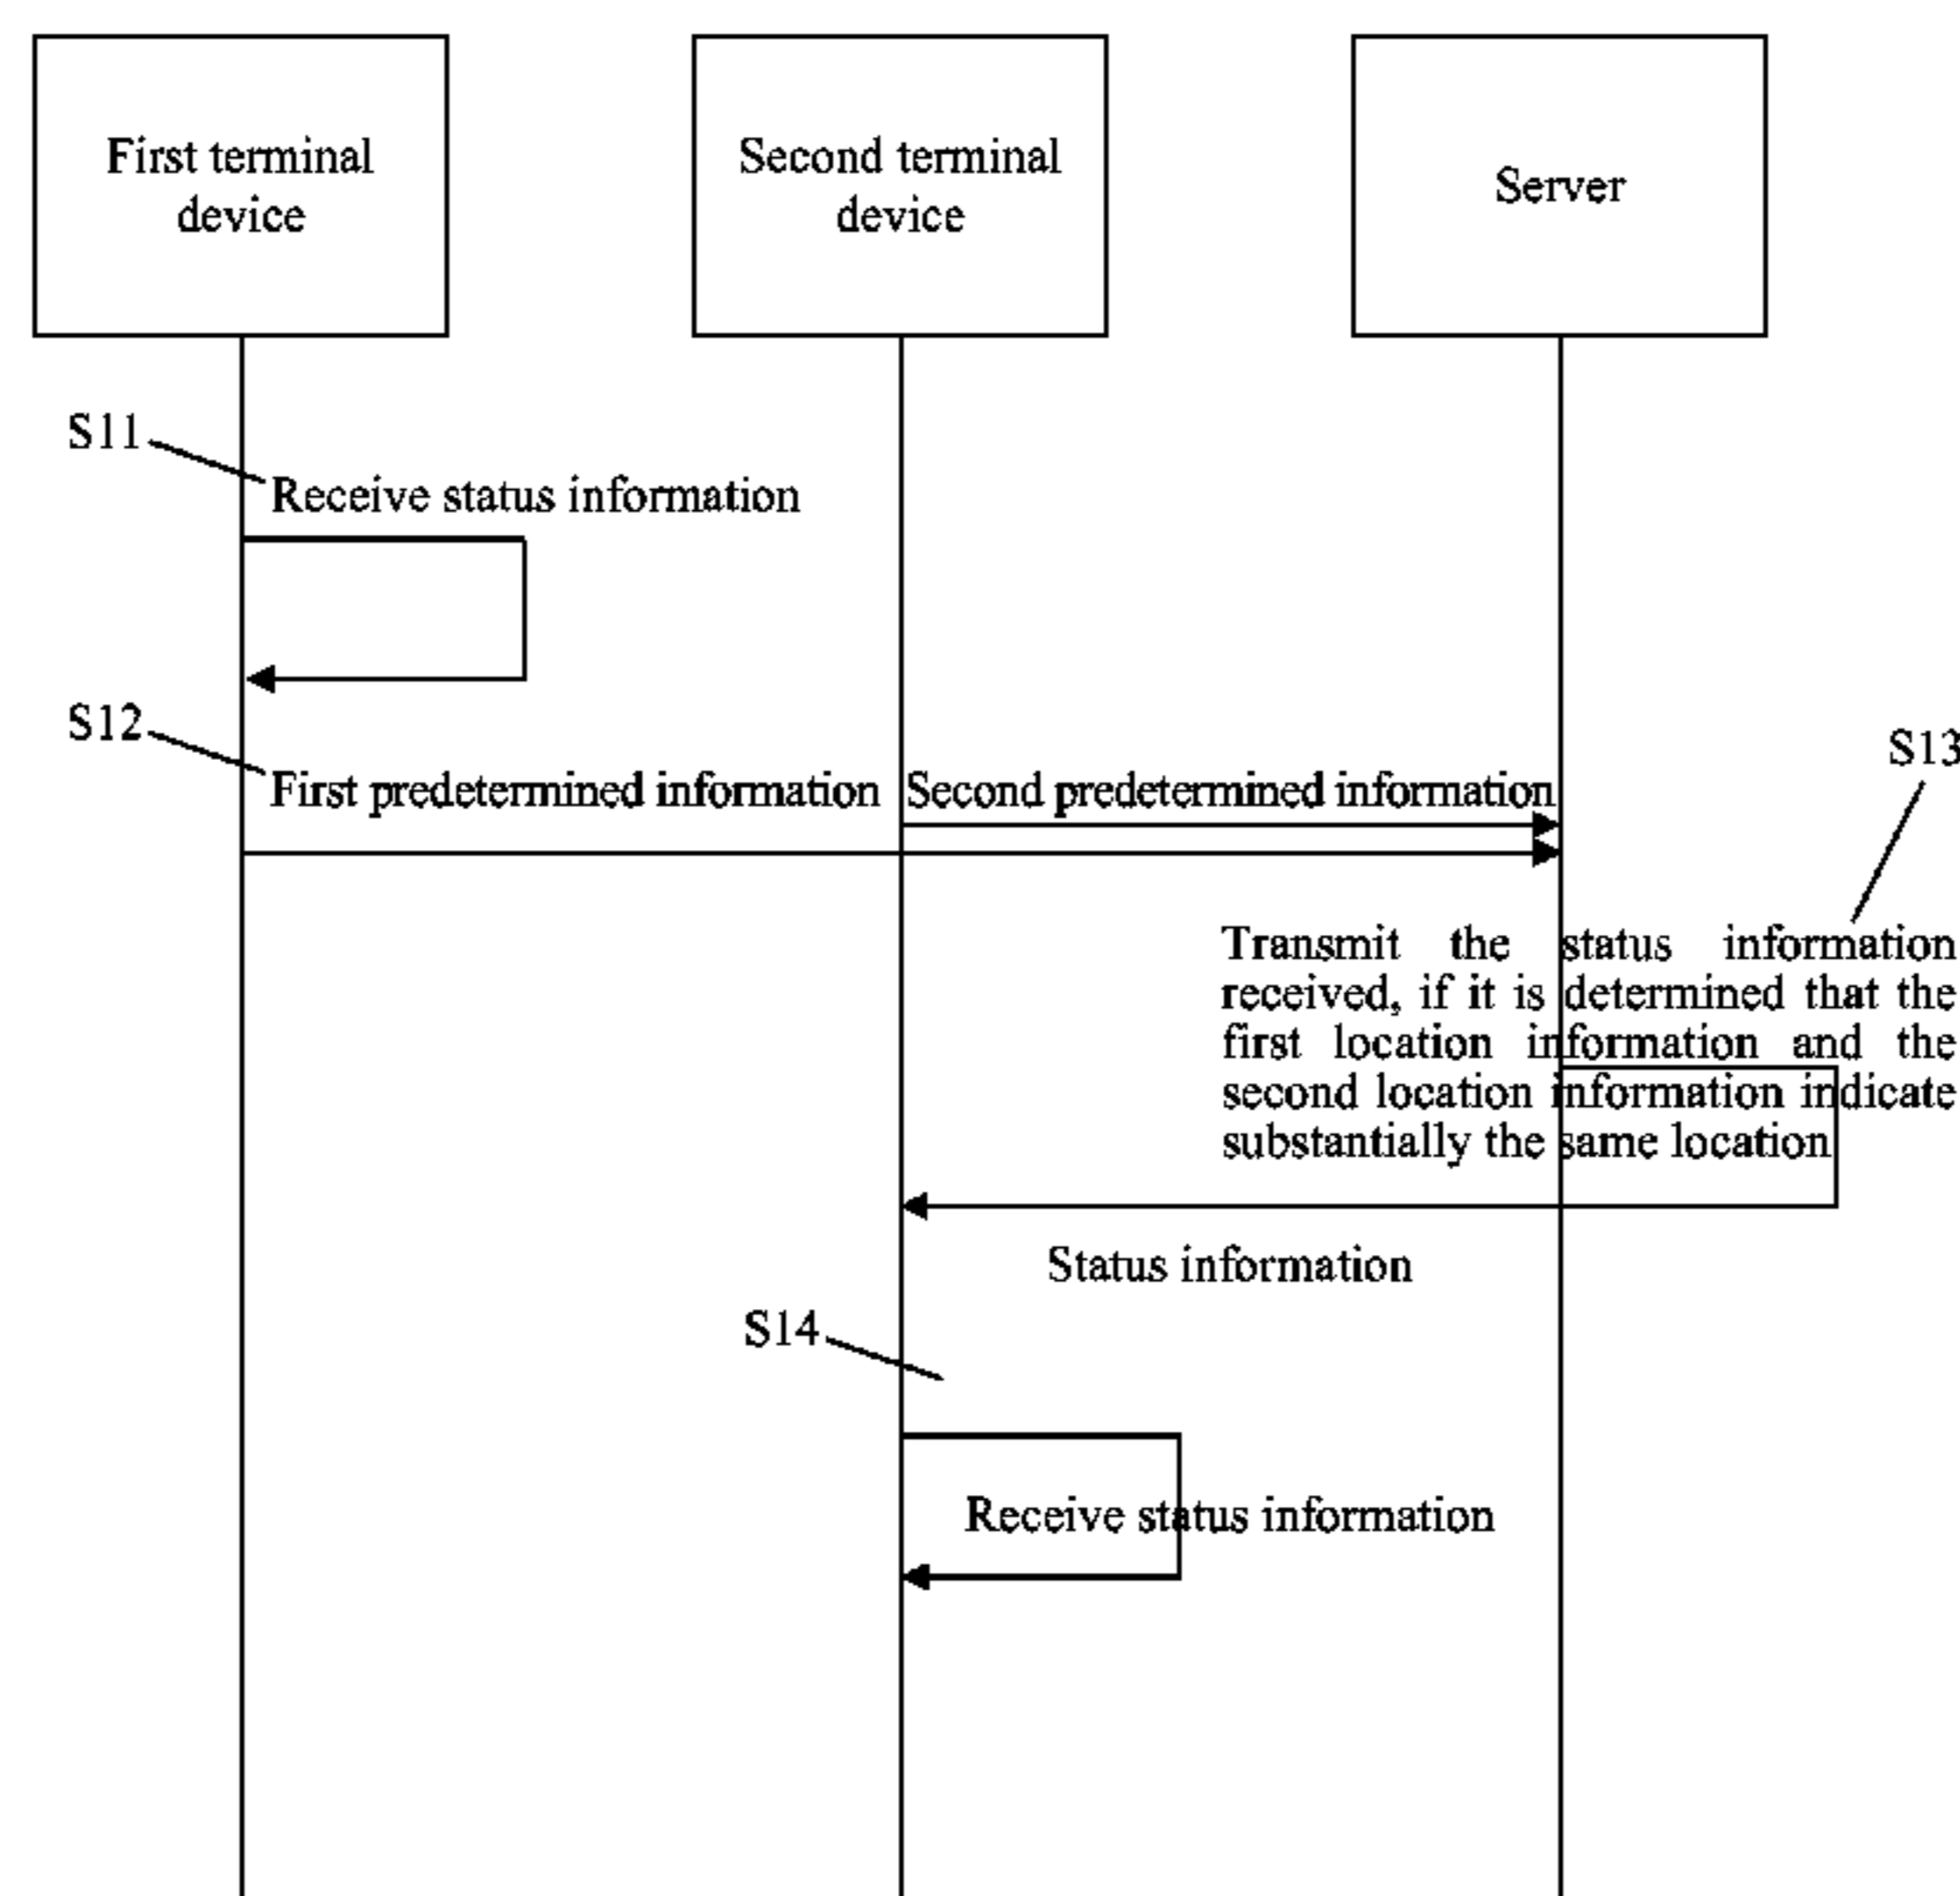 First terminal
device
Second terminal
device
Server
S11
Receive status information
S12
S13
First predetermined information
Second predetermined information
Transmit the status information
received, if it is determined that the
first location information and the
second location information indicate
substantially the same location
Status information
S14
Receive status information